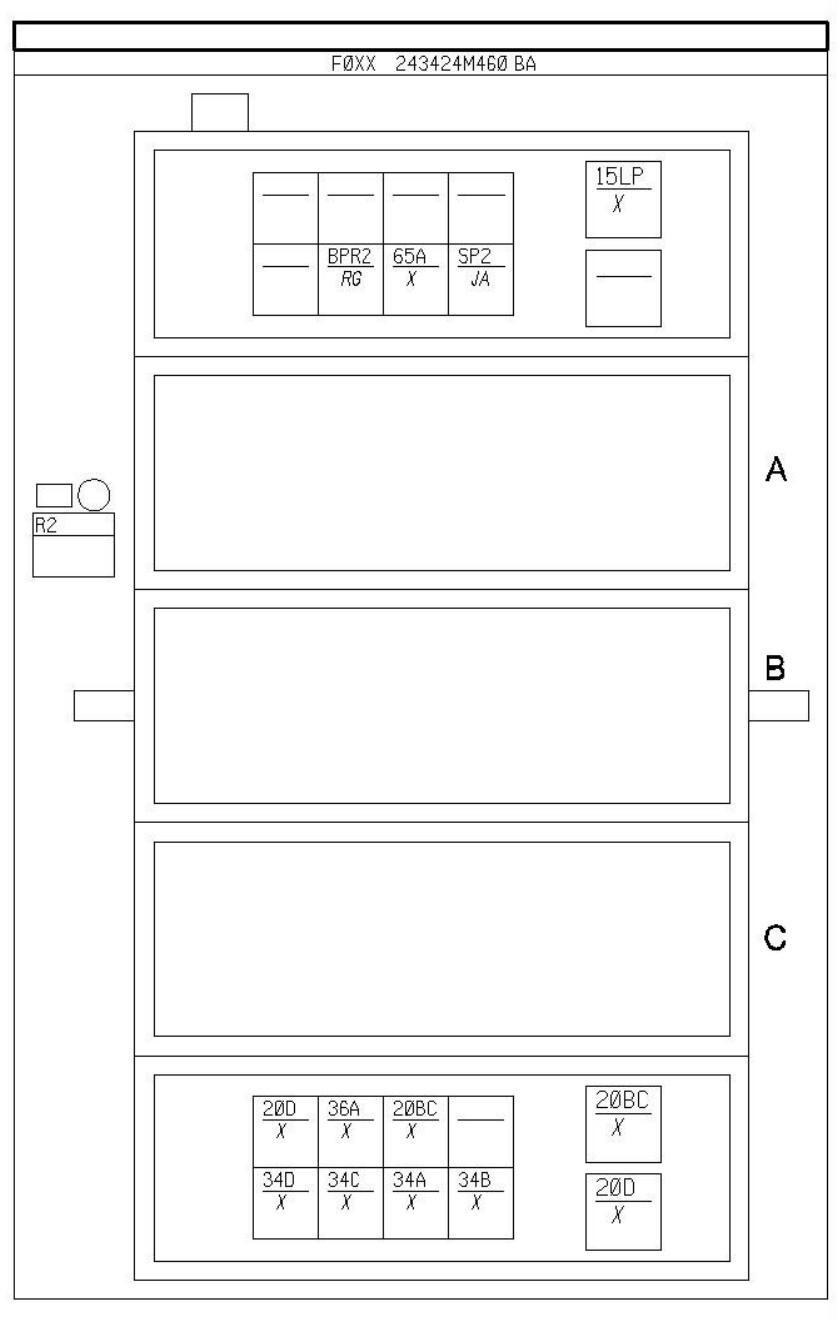 FØXX 243424M46Ø BA
15LP
X
BPR2 65A SP2
RG X JA
A
R2
B
C
2ØD 36A 2ØBC
X X X
2ØBC
X
34D 34C 34A 34B
X X X X
2ØD
X